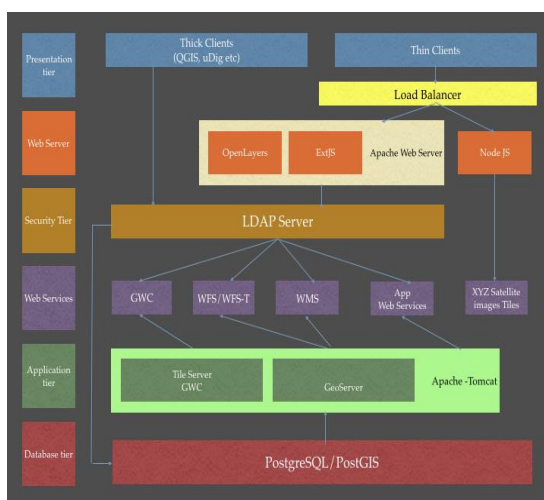 Presentation
tier
Thick Clients
(QGIS, uDig etc)
Thin Clients
Load Balancer
Web Server
OpenLayers
ExtJS
Apache Web Server
Node JS
Security Tier
LDAP Server
Web Services
GWC
WFS/WFS-T
WMS
App
Web Services
XYZ Satellite
images Tiles
Application
tier
Tile Server
GWC
GeoServer
Apache -Tomcat
Database tier
PostgreSQL/PostGIS